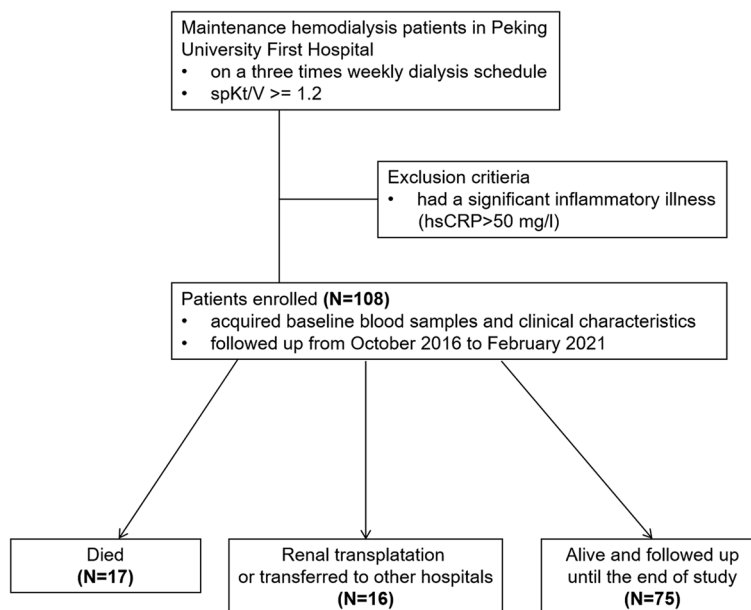 Maintenance hemodialysis patients in Peking
University First Hospital
• on a three times weekly dialysis schedule
• spKt/V >= 1.2
Exclusion critieria
• had a significant inflammatory illness
(hsCRP>50 mg/l)
Patients enrolled (N=108)
• acquired baseline blood samples and clinical characteristics
• followed up from October 2016 to February 2021
Died
(N=17)
Renal transplatation
or transferred to other hospitals
(N=16)
Alive and followed up
until the end of study
(N=75)